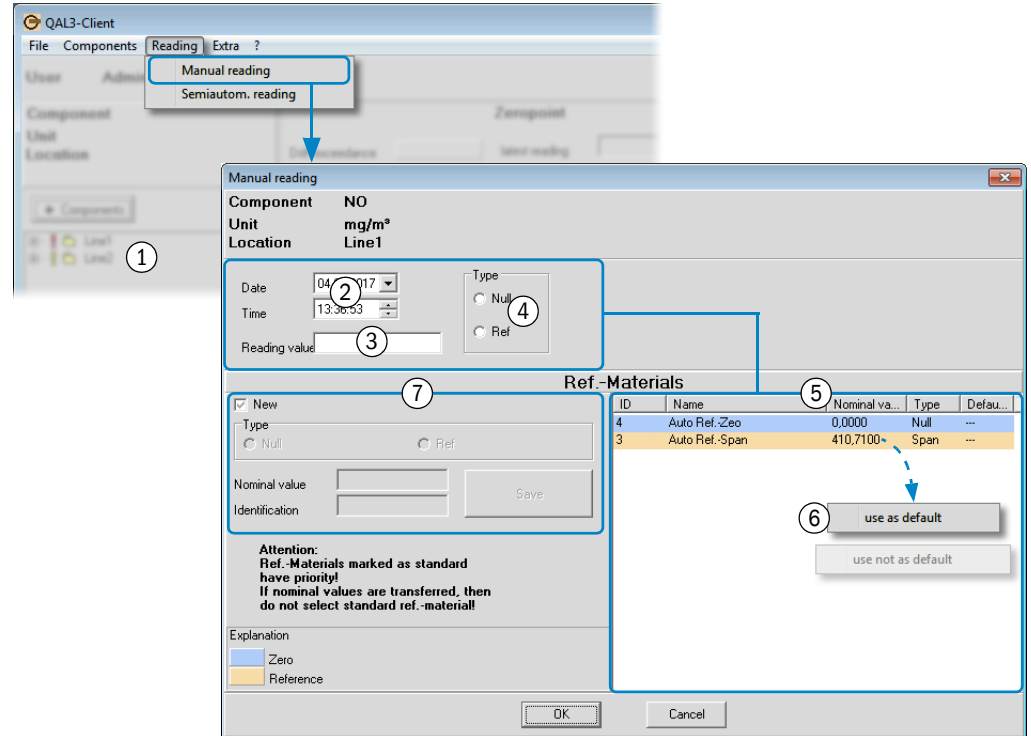 QAL3-Client
File Components Reading Extra ?
User
Manual reading
Semiautom. reading
Component
Zeropoint
Unit
Location
latest reading
+ Components
Line1
Line2
1
Manual reading
Component NO
Unit mg/m³
Location Line1
Date
2
Time 13:36:53
Reading value
3
Type
Null
4
Ref
Ref.-Materials
7
New
Type
Null Ref
Nominal value
Identification
Save
5
ID Name Nominal va... Type Defau...
4 Auto Ref.-Zeo 0,0000 Null ---
3 Auto Ref.-Span 410,7100 Span ---
6
use as default
use not as default
Attention:
Ref.-Materials marked as standard
have priority!
If nominal values are transferred, then
do not select standard ref.-material!
Explanation
Zero
Reference
OK Cancel